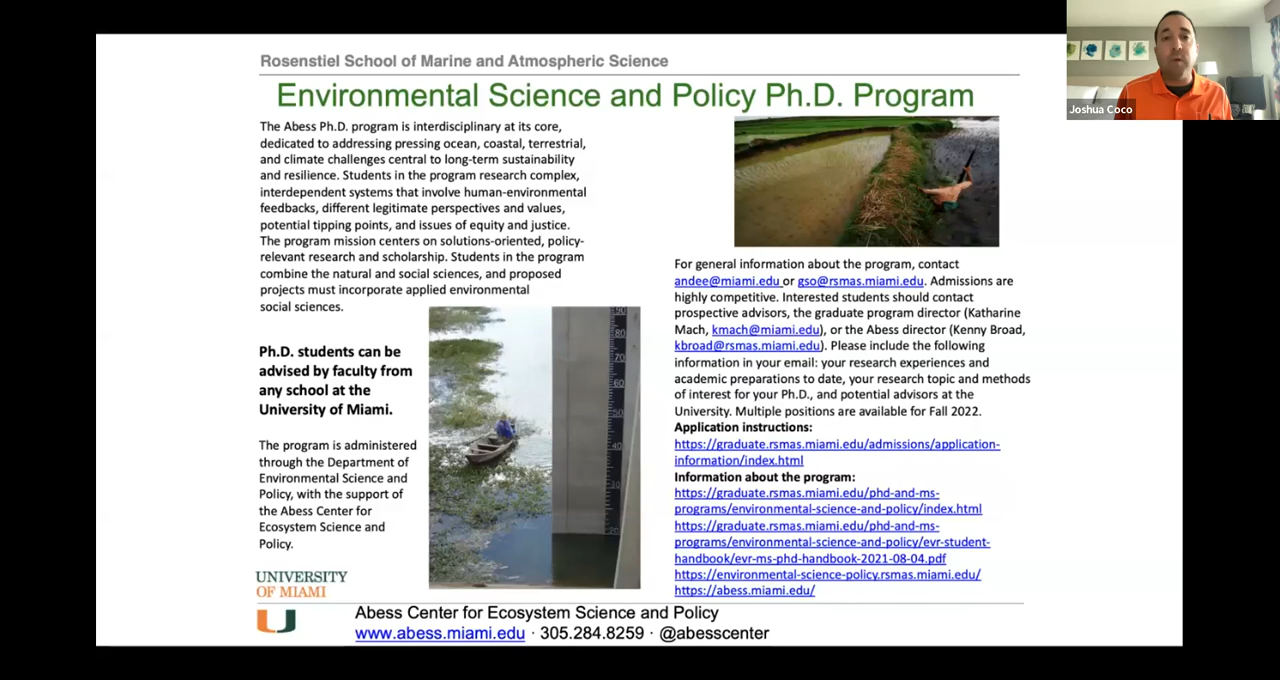 Rosenstiel School of Marine and Atmospheric Science
Environmental Science and Policy Ph.D. Program
The Abess Ph.D. program is interdisciplinary at its core,
dedicated to addressing pressing ocean, coastal, terrestrial,
and climate challenges central to long-term sustainability
and resilience. Students in the program research complex,
interdependent systems that involve human-environmental
feedbacks, different legitimate perspectives and values,
potential tipping points, and issues of equity and justice.
The program mission centers on solutions-oriented, policy-
relevant research and scholarship. Students in the program
combine the natural and social sciences, and proposed
projects must incorporate applied environmental
social sciences.
Ph.D. students can be
advised by faculty from
any school at the
University of Miami.
The program is administered
through the Department of
Environmental Science and
Policy, with the support of
the Abess Center for
Ecosystem Science and
Policy.
90
80
70
60
50
40
30
20
For general information about the program, contact
andee@miami.edu or gso@rsmas.miami.edu. Admissions are
highly competitive. Interested students should contact
prospective advisors, the graduate program director (Katharine
Mach, kmach@miami.edu), or the Abess director (Kenny Broad,
kbroad@rsmas.miami.edu). Please include the following
information in your email: your research experiences and
academic preparations to date, your research topic and methods
of interest for your Ph.D., and potential advisors at the
University. Multiple positions are available for Fall 2022.
Application instructions:
https://graduate.rsmas.miami.edu/admissions/application-
information/index.html
Information about the program:
https://graduate.rsmas.miami.edu/phd-and-ms-
programs/environmental-science-and-policy/index.html
https://graduate.rsmas.miami.edu/phd-and-ms-
programs/environmental-science-and-policy/evr-student-
handbook/evr-ms-phd-handbook-2021-08-04.pdf
https://environmental-science-policy.rsmas.miami.edu/
https://abess.miami.edu/
UNIVERSITY
OF MIAMI
Abess Center for Ecosystem Science and Policy
www.abess.miami.edu · 305.284.8259 · @abesscenter
Joshua Coco